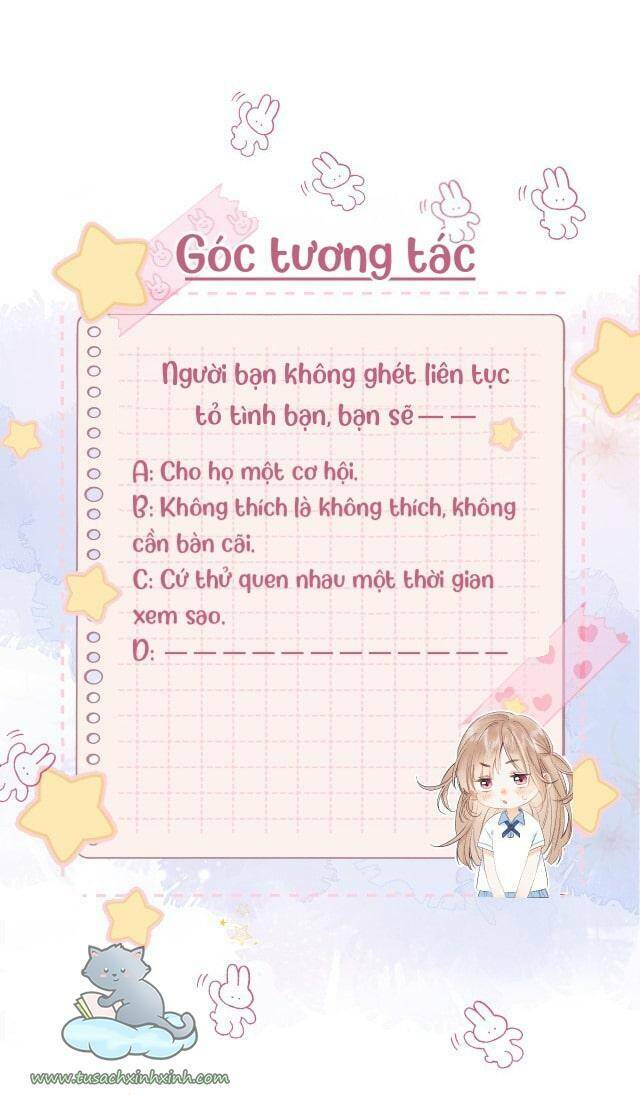 Góc tương tác
Người bạn không ghét liên tục
tỏ tình bạn, bạn sẽ — —
A: Cho họ một cơ hội.
B: Không thích là không thích, không
cần bàn cãi.
C: Cứ thử quen nhau một thời gian
xem sao.
D: — — — — — — — — — — — — —
www.tusachxinhxinh.com